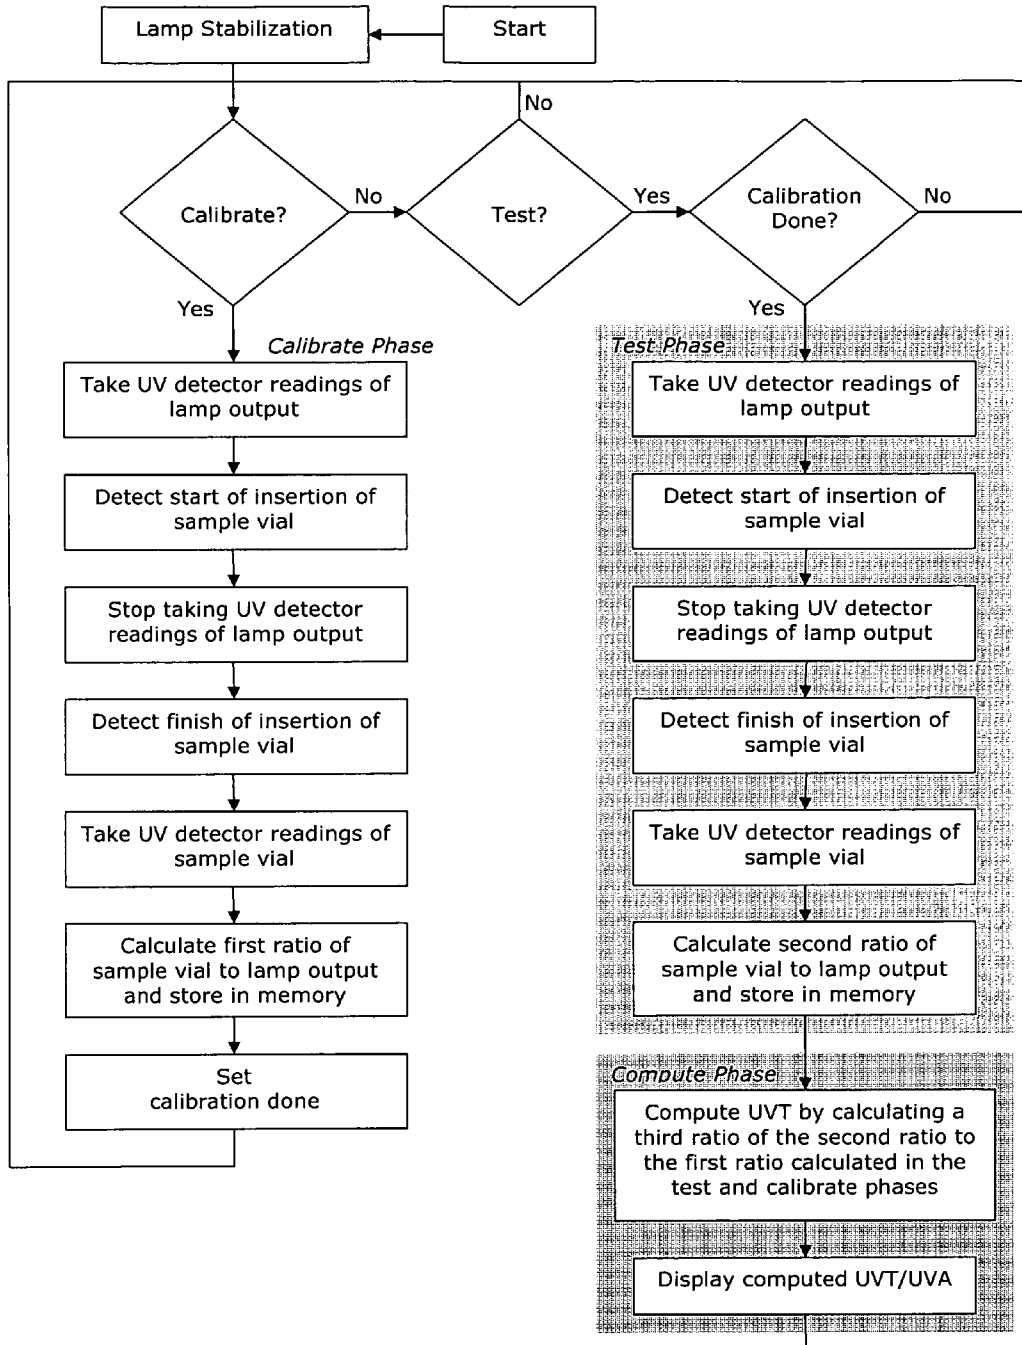 Lamp Stabilization
Start
No
Calibrate?
No
Test?
Yes
Calibration
Done?
No
Yes
Yes
Calibrate Phase
Take UV detector readings of
lamp output
Detect start of insertion of
sample vial
Stop taking UV detector
readings of lamp output
Detect finish of insertion of
sample vial
Take UV detector readings of
sample vial
Calculate first ratio of
sample vial to lamp output
and store in memory
Set
calibration done
Test Phase
Take UV detector readings of
lamp output
Detect start of insertion of
sample vial
Stop taking UV detector
readings of lamp output
Detect finish of insertion of
sample vial
Take UV detector readings of
sample vial
Calculate second ratio of
sample vial to lamp output
and store in memory
Compute Phase
Compute UVT by calculating a
third ratio of the second ratio to
the first ratio calculated in the
test and calibrate phases
Display computed UVT/UVA